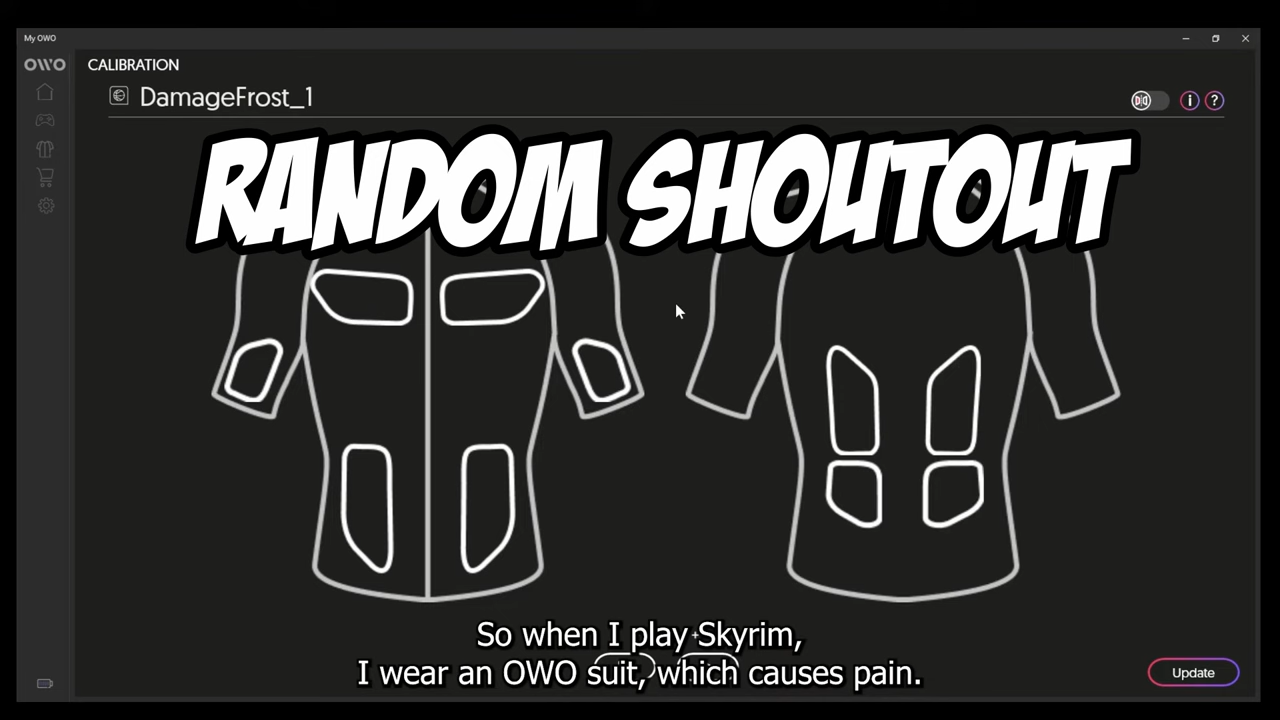 My OWO
OWO
CALIBRATION
DamageFrost_1
i ?
RANDOM SHOUTOUT
So when I play Skyrim,
I wear an OWO suit, which causes pain.
Update